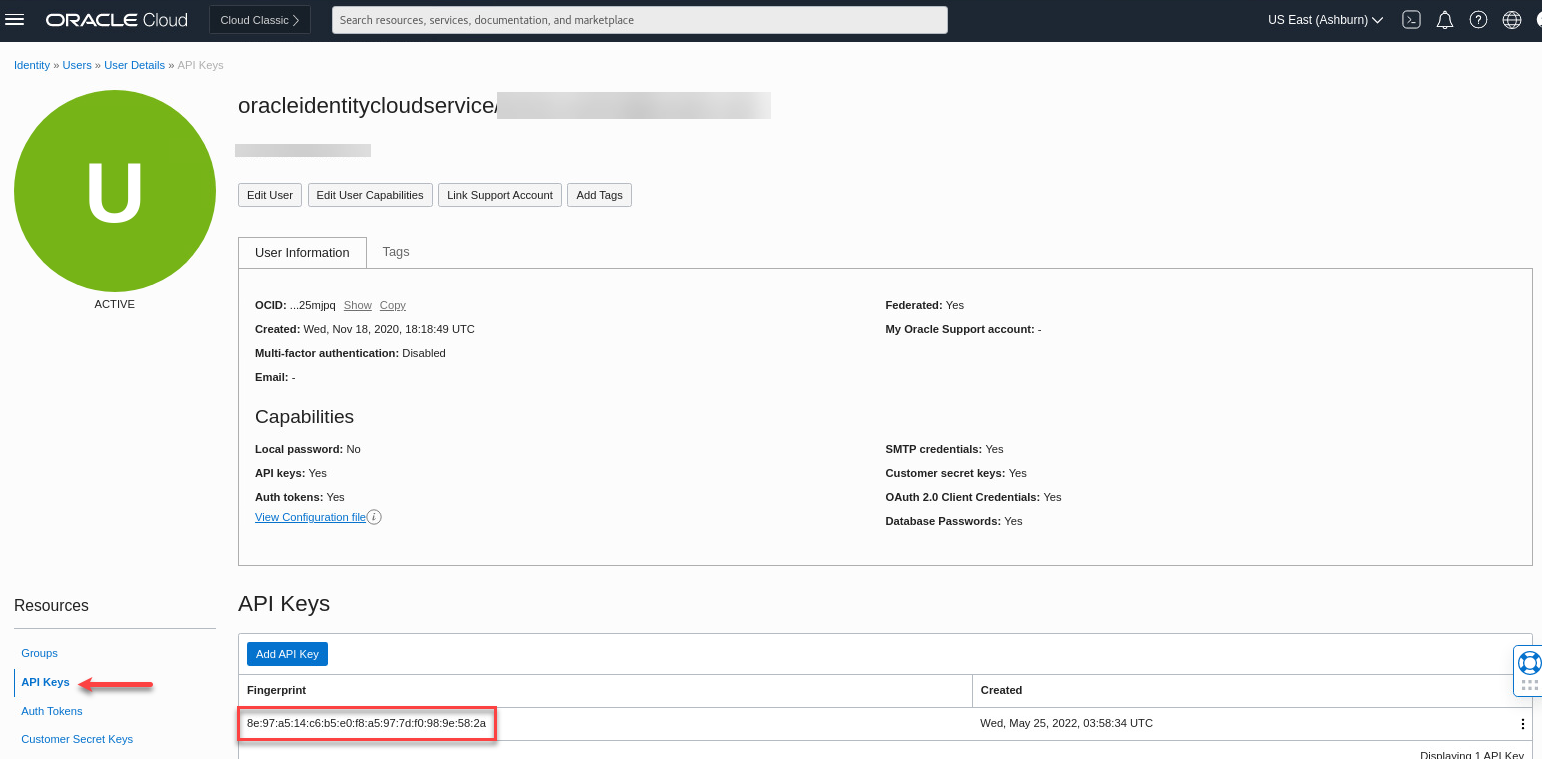 ORACLE Cloud
Cloud Classic >
Search resources, services, documentation, and marketplace
US East (Ashburn)
Identity » Users » User Details » API Keys
U
ACTIVE
oracleidentitycloudservice/
Edit User
Edit User Capabilities
Link Support Account
Add Tags
User Information
Tags
OCID: ...25mjpq Show Copy
Created: Wed, Nov 18, 2020, 18:18:49 UTC
Multi-factor authentication: Disabled
Email: -
Federated: Yes
My Oracle Support account: -
Capabilities
Local password: No
API keys: Yes
Auth tokens: Yes
View Configuration file
SMTP credentials: Yes
Customer secret keys: Yes
OAuth 2.0 Client Credentials: Yes
Database Passwords: Yes
Resources
Groups
API Keys
Auth Tokens
Customer Secret Keys
API Keys
Add API Key
Fingerprint
Created
8e:97:a5:14:c6:b5:e0:f8:a5:97:7d:f0:98:9e:58:2a
Wed, May 25, 2022, 03:58:34 UTC
Displaying 1 API Key